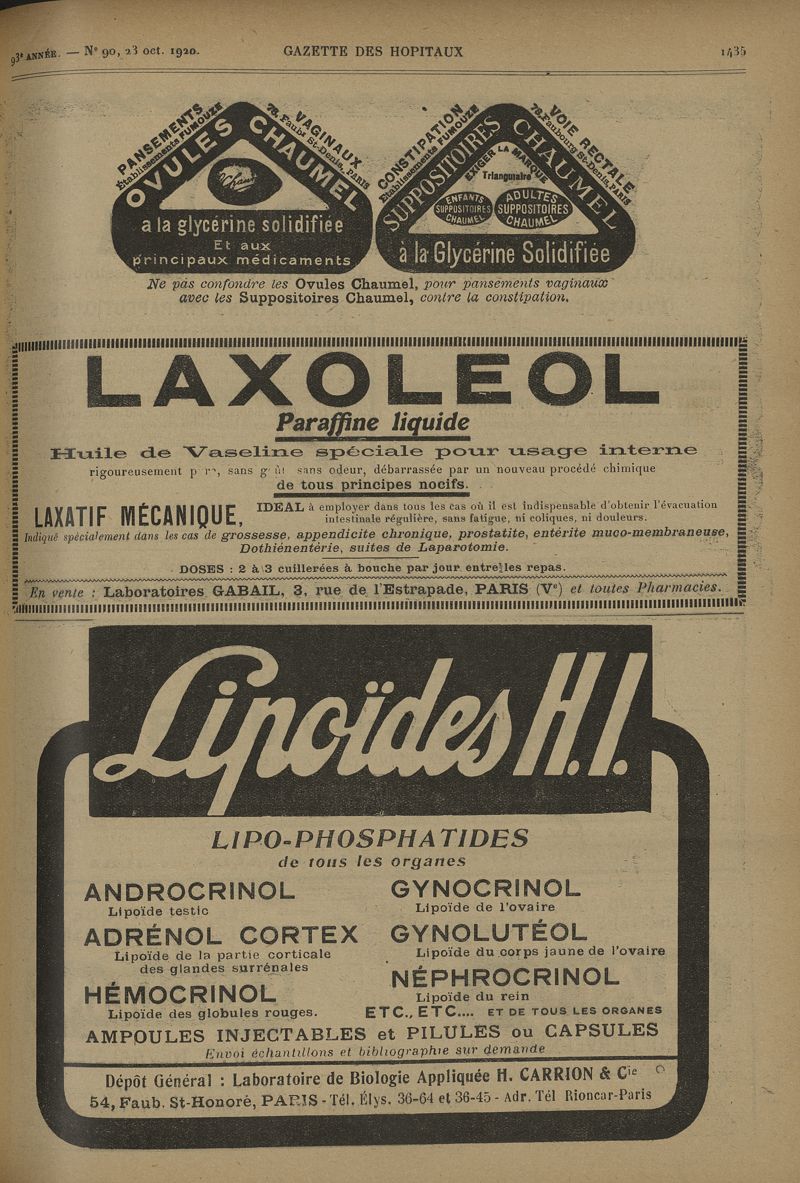 93e ANNÉE. — N° 90, 23 oct. 1920.
GAZETTE DES HOPITAUX
1435
PANSEMENTS VAGINAUX
Établissements FUMOUZE 78, Faubg St-Denis, PARIS
OVULES CHAUMEL
a la glycérine solidifiée
Et aux
principaux médicaments
CONSTIPATION VOIE RECTALE
Établissements FUMOUZE 78, Faubourg St-Denis, PARIS
SUPPOSITOIRES CHAUMEL
EXIGER LA MARQUE
Triangulaire
ENFANTS
SUPPOSITOIRES
CHAUMEL
ADULTES
SUPPOSITOIRES
CHAUMEL
à la Glycérine Solidifiée
Ne pas confondre les Ovules Chaumel, pour pansements vaginaux
avec les Suppositoires Chaumel, contre la constipation.
LAXOLEOL
Paraffine liquide
Huile de Vaseline spéciale pour usage interne
rigoureusement sans sans odeur, débarrassée par un nouveau procédé chimique
de tous principes nocifs.
LAXATIF MÉCANIQUE,
IDEAL à employer dans tous les cas où il est indispensable d'obtenir l'évacuation
intestinale régulière, sans fatigue, ni coliques, ni douleurs.
Indiqué spécialement dans les cas de grossesse, appendicite chronique, prostatite, entérite muco-membraneuse,
Dothiénentérie, suites de Laparotomie.
DOSES : 2 à 3 cuillerées à bouche par jour entre les repas.
En vente : Laboratoires GABAIL, 3, rue de l'Estrapade, PARIS (Ve) et toutes Pharmacies.
Lipoïdes H.I.
LIPO-PHOSPHATIDES
de tous les organes
ANDROCRINOL
Lipoïde testic
ADRÉNOL CORTEX
Lipoïde de la partie corticale
des glandes surrénales
HÉMOCRINOL
Lipoïde des globules rouges.
GYNOCRINOL
Lipoïde de l'ovaire
GYNOLUTÉOL
Lipoïde du corps jaune de l'ovaire
NÉPHROCRINOL
Lipoïde du rein
ETC., ETC.... ET DE TOUS LES ORGANES
AMPOULES INJECTABLES et PILULES ou CAPSULES
Envoi échantillons et bibliographie sur demande
Dépôt Général : Laboratoire de Biologie Appliquée H. CARRION & Cie
54, Faub. St-Honoré, PARIS - Tél. Élys. 36-64 et 36-45 - Adr. Tél Rioncar-Paris